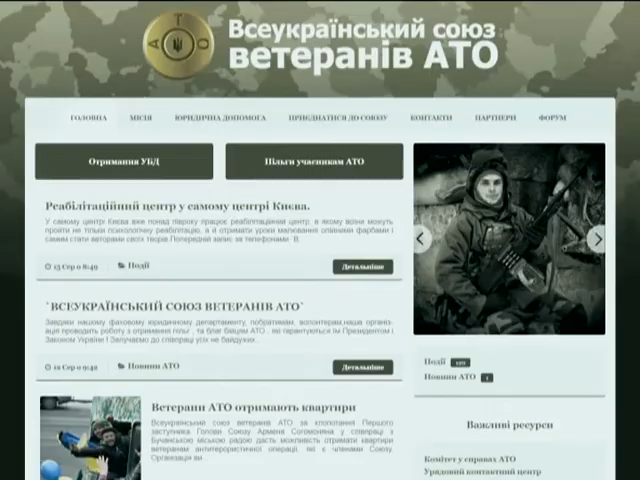 АТО
Всеукраїнський союз
ветеранів АТО
ГОЛОВНА МІСІЯ ЮРИДИЧНА ДОПОМОГА ПРИЄДНАТИСЯ ДО СОЮЗУ КОНТАКТИ ПАРТНЕРИ ФОРУМ
Отримання УБД Пільги учасникам АТО
Реабілітаційний центр у самому центрі Києва.
У самому центрі Києва вже понад півроку працює реабілітаційний центр, в якому воїни можуть
пройти не тільки психологічну реабілітацію, а й отримати уроки малювання олійними фарбами і
самим стати авторами своїх творів.Попередній запис за телефонами : В
Події Детальніше
`ВСЕУКРАЇНСЬКИЙ СОЮЗ ВЕТЕРАНІВ АТО`
Завдяки нашому фаховому юридичному департаменту, побратимам, волонтерам,наша органіс-
ація проводить роботу з отримання пільг , та благ бійцям АТО , які гарантуються їм Президентом і
Законом України ! Залучаємо до співпраці усіх не байдужих...
Новини АТО Детальніше
Події
Новини АТО
Ветерани АТО отримають квартири
Всеукраїнський союз ветеранів АТО за клопотання Першого
заступника Голови Союзу Армена Согомоняна у співпраці з
Бучанською міською радою дасть можливість отримати квартири
ветеранам антитерористичної операції, які є членами Союзу.
Організація ви...
Важливі ресурси
Комітет у справах АТО
Урядовий контактний центр